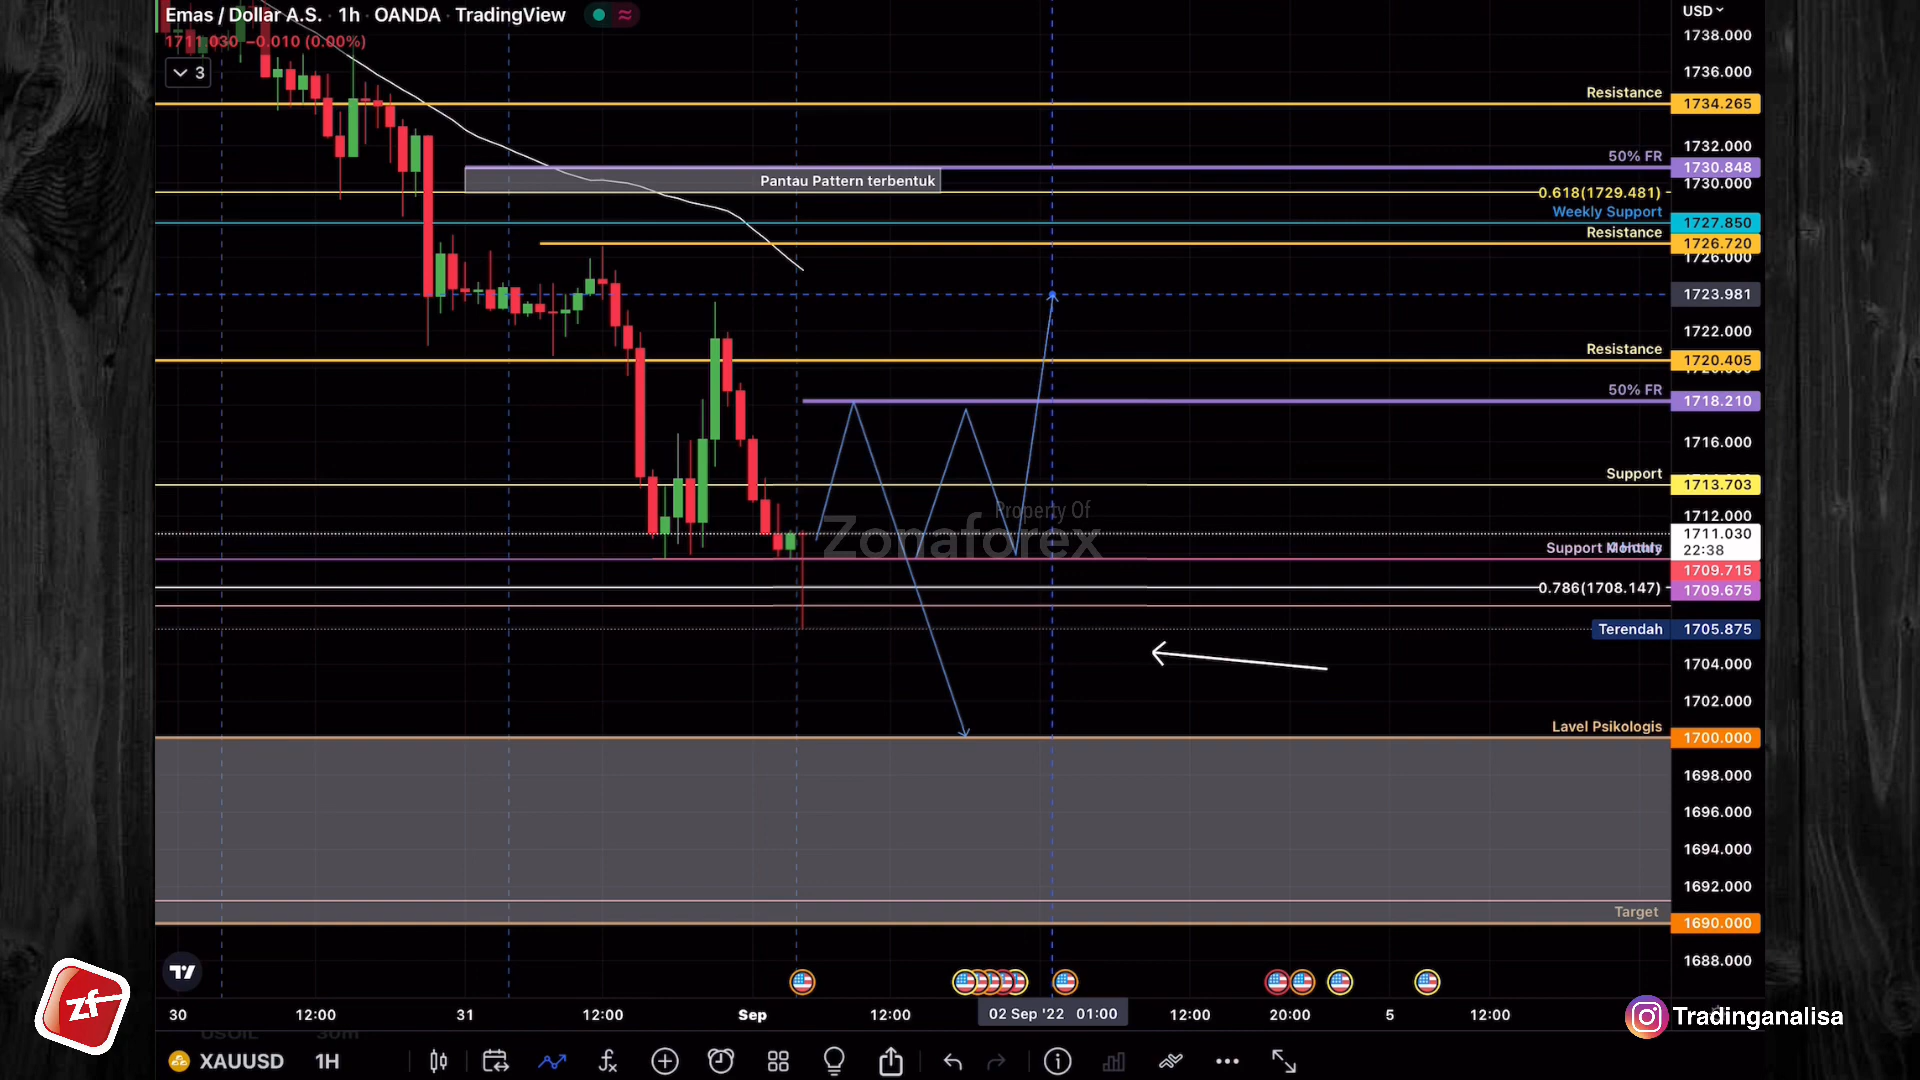 Emas / Dollar A.S. · 1h · OANDA · TradingView
1711.030 −0.010 (0.00%)
3
USD
1738.000
1736.000
Resistance
1734.265
1732.000
50% FR
1730.848
Pantau Pattern terbentuk
1730.000
0.618(1729.481)
Weekly Support
1727.850
Resistance
1726.720
1726.000
1723.981
1722.000
Resistance
1720.405
50% FR
1718.210
1716.000
Support
1713.703
Property Of
Zonaforex
1712.000
1711.030
22:38
Support Monthly
1709.715
0.786(1708.147)
1709.675
Terendah
1705.875
1704.000
1702.000
Lavel Psikologis
1700.000
1698.000
1696.000
1694.000
1692.000
Target
1690.000
1688.000
30
12:00
31
12:00
Sep
12:00
02 Sep '22 01:00
12:00
20:00
5
12:00
zf
Tradinganalisa
USOIL 30m
XAUUSD 1H